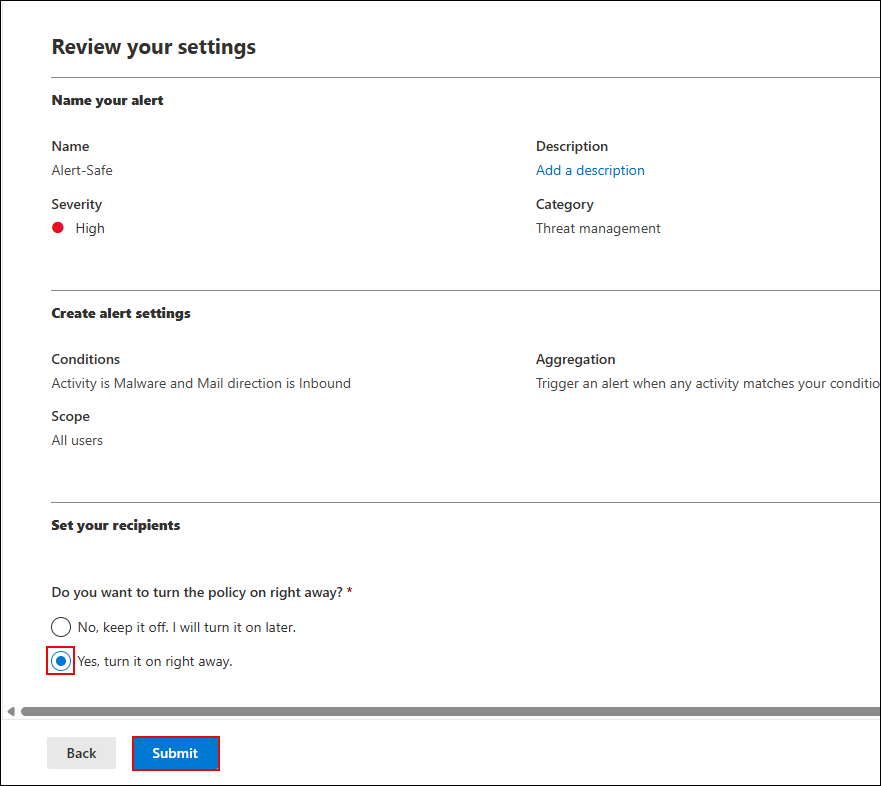 Review your settings
Name your alert
Name
Description
Alert-Safe
Add a description
Severity
Category
High
Threat management
Create alert settings
Conditions
Aggregation
Activity is Malware and Mail direction is Inbound
Trigger an alert when any activity matches your conditio
Scope
All users
Set your recipients
Do you want to turn the policy on right away? *
No, keep it off. I will turn it on later.
Yes, turn it on right away.
Back
Submit